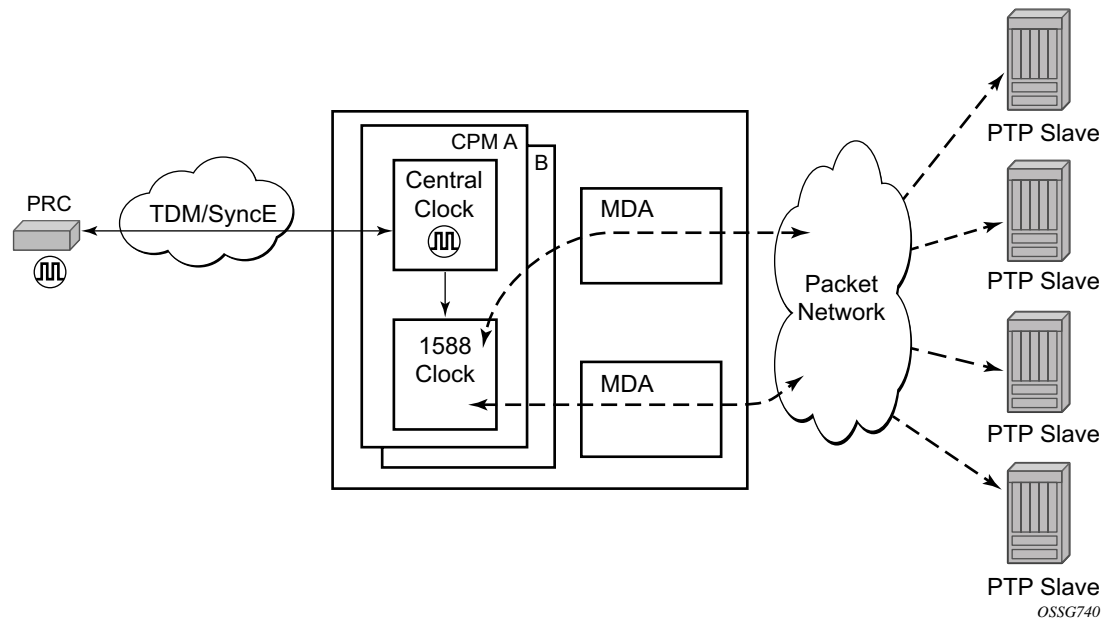 PRC
TDM/SyncE
CPM A
B
Central
Clock
1588
Clock
MDA
MDA
Packet
Network
PTP Slave
PTP Slave
PTP Slave
PTP Slave
OSSG740